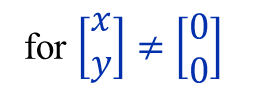 for [x y] ≠ [0 0]